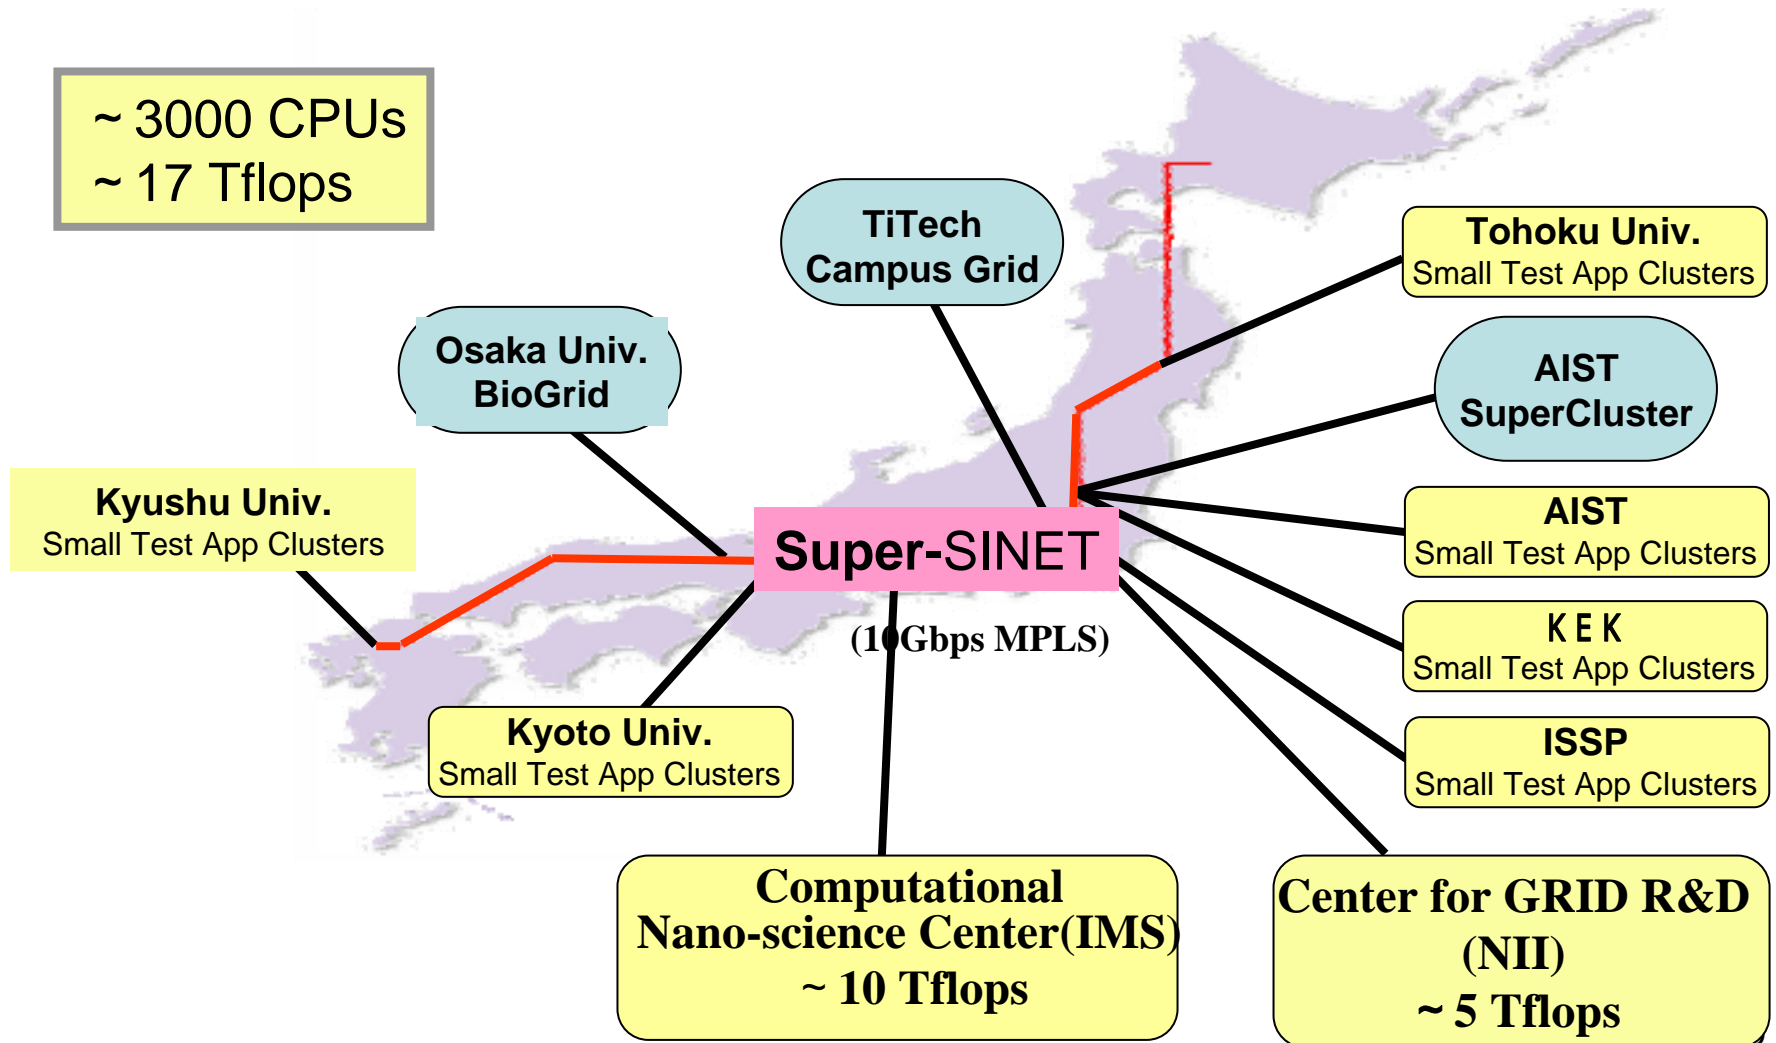 ~ 3000 CPUs
~ 17 Tflops
TiTech
Campus Grid
Tohoku Univ.
Small Test App Clusters
Osaka Univ.
BioGrid
AIST
SuperCluster
Kyushu Univ.
Small Test App Clusters
AIST
Small Test App Clusters
Super-SINET
(10Gbps MPLS)
ＫＥＫ
Small Test App Clusters
Kyoto Univ.
Small Test App Clusters
ISSP
Small Test App Clusters
Computational
Nano-science Center(IMS)
~ 10 Tflops
Center for GRID R&D
(NII)
~ 5 Tflops